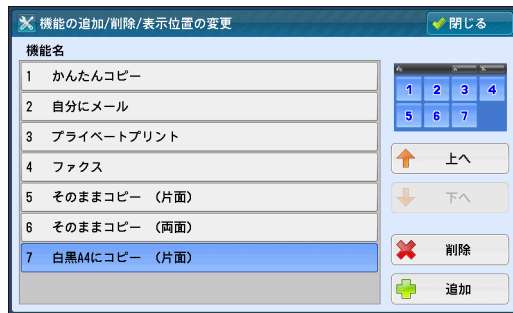 機能の追加/削除/表示位置の変更
閉じる
機能名
1 かんたんコピー
2 自分にメール
3 プライベートプリント
4 ファクス
5 そのままコピー （片面）
6 そのままコピー （両面）
7 白黒A4にコピー （片面）
1 2 3 4
5 6 7
上へ
下へ
削除
追加